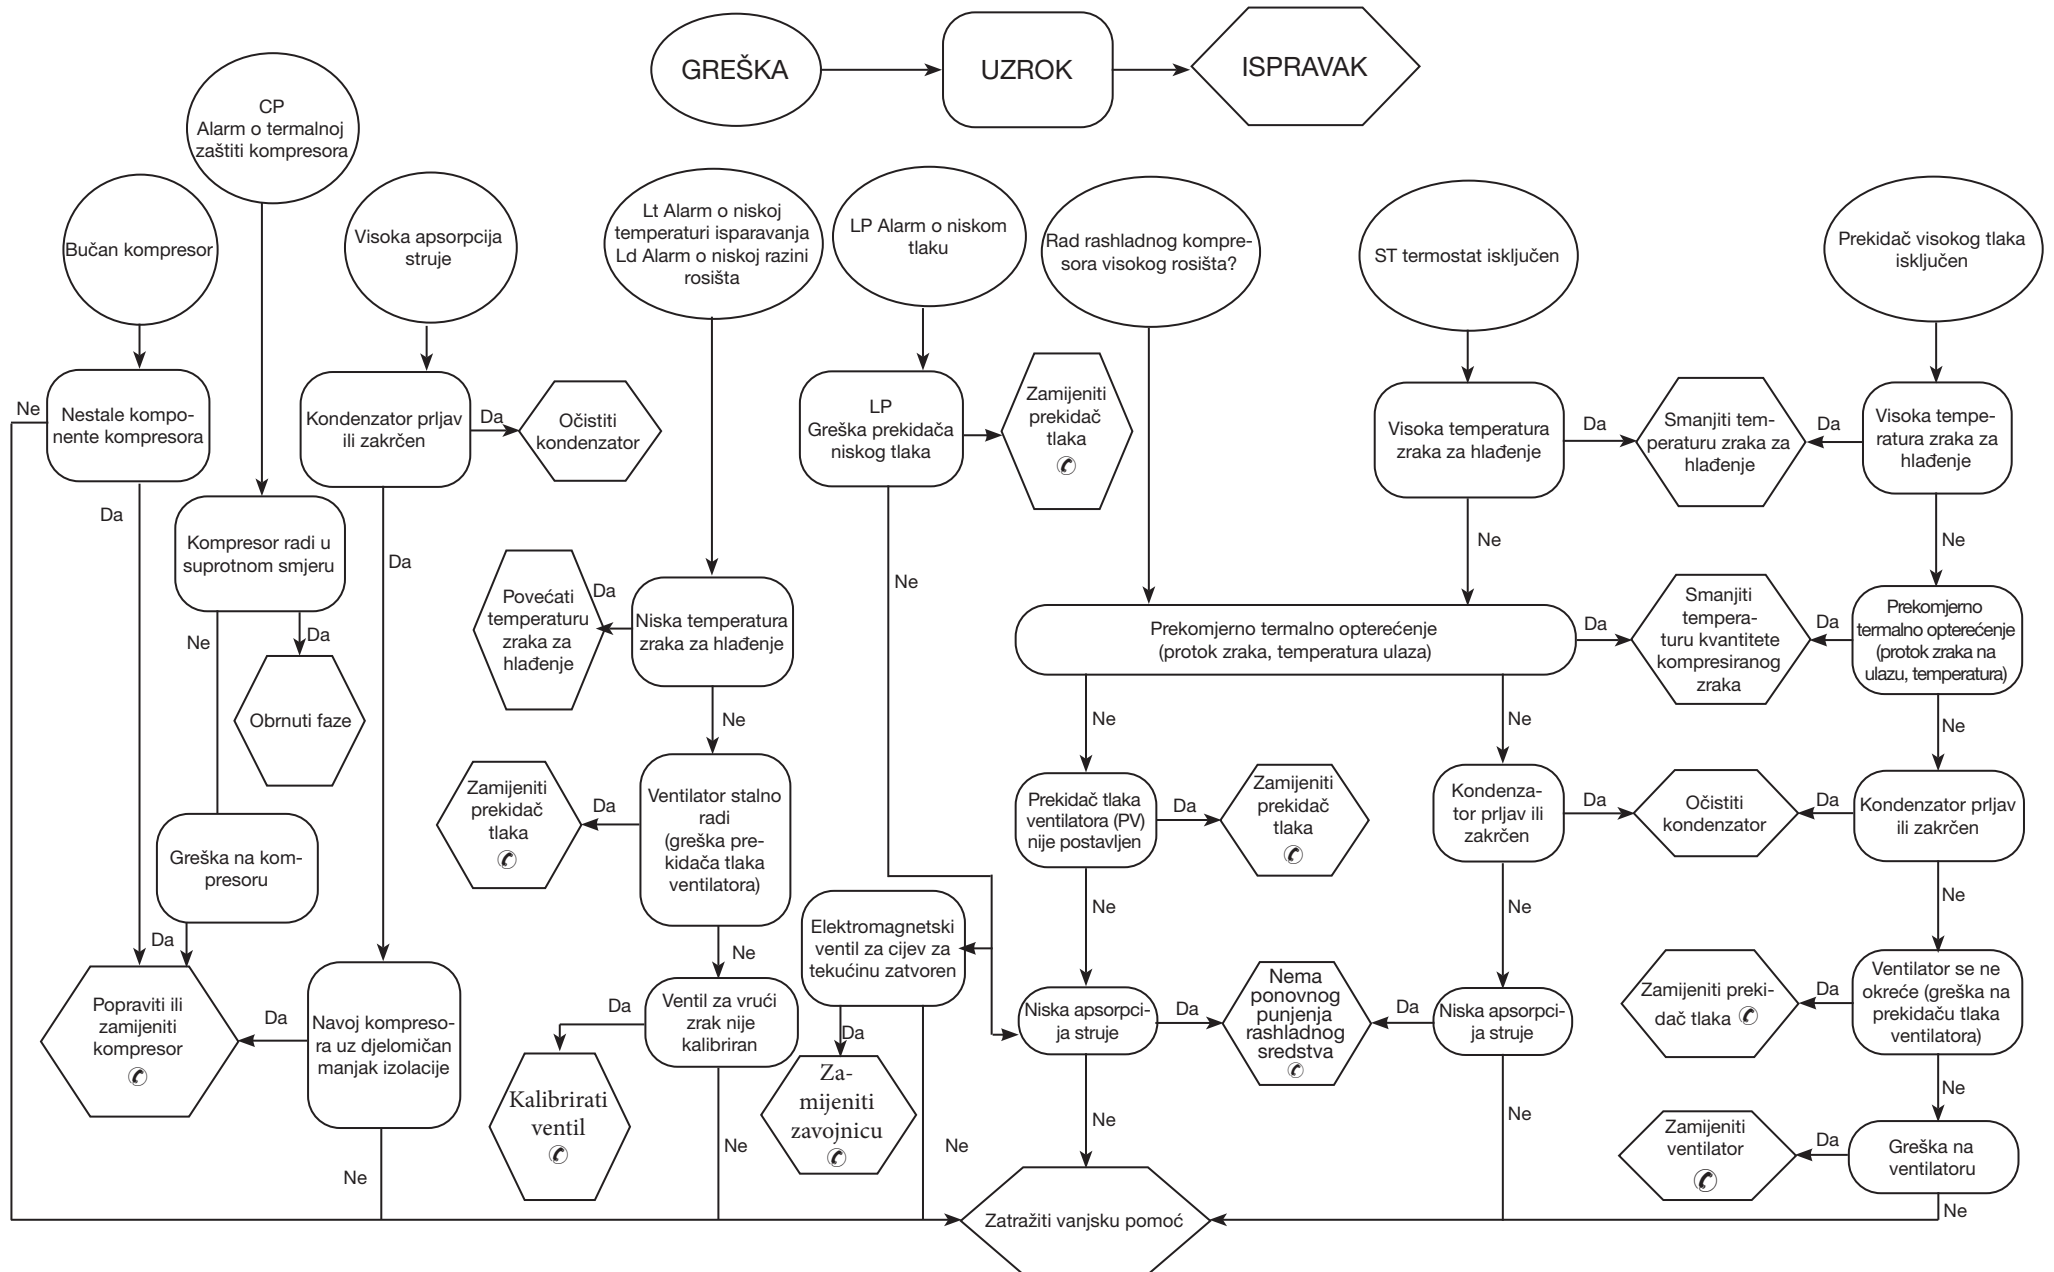 GREŠKA
UZROK
ISPRAVAK
CP
Alarm o termalnoj
zaštiti kompresora
Bučan kompresor
Visoka apsorpcija
struje
Lt Alarm o niskoj
temperaturi isparavanja
Ld Alarm o niskoj razini
rosišta
LP Alarm o niskom
tlaku
Rad rashladnog kompre-
sora visokog rosišta?
ST termostat isključen
Prekidač visokog tlaka
isključen
Ne
Nestale kompo-
nente kompresora
Da
Kondenzator prljav
ili zakrčen
Da
Očistiti
kondenzator
LP
Greška prekidača
niskog tlaka
Zamijeniti
prekidač
tlaka
Visoka temperatura
zraka za hlađenje
Da
Smanjiti tem-
peraturu zraka za
hlađenje
Da
Visoka tempe-
ratura zraka za
hlađenje
Kompresor radi u
suprotnom smjeru
Da
Ne
Da
Obrnuti faze
Povećati
temperaturu
zraka za
hlađenje
Da
Niska temperatura
zraka za hlađenje
Ne
Ne
Ne
Prekomjerno termalno opterećenje
(protok zraka, temperatura ulaza)
Da
Smanjiti
tempera-
turu kvantitete
kompresiranog
zraka
Da
Prekomjerno
termalno opterećenje
(protok zraka na
ulazu, temperatura)
Ne
Ne
Ne
Ne
Greška na kom-
presoru
Zamijeniti
prekidač
tlaka
Da
Ventilator stalno
radi
(greška pre-
kidača tlaka
ventilatora)
Prekidač tlaka
ventilatora (PV)
nije postavljen
Da
Zamijeniti
prekidač
tlaka
Kondenza-
tor prljav ili
zakrčen
Da
Očistiti
kondenzator
Da
Kondenzator prljav
ili zakrčen
Da
Ne
Elektromagnetski
ventil za cijev za
tekućinu zatvoren
Ne
Ne
Ne
Popraviti ili
zamijeniti
kompresor
Da
Navoj kompreso-
ra uz djelomičan
manjak izolacije
Da
Ventil za vrući
zrak nije
kalibriran
Da
Niska apsorpci-
ja struje
Da
Nema
ponovnog
punjenja
rashladnog
sredstva
Da
Niska apsorpci-
ja struje
Zamijeniti preki-
dač tlaka
Da
Ventilator se ne
okreće (greška na
prekidaču tlaka
ventilatora)
Kalibrirati
ventil
Za-
mijeniti
zavojnicu
Ne
Ne
Ne
Ne
Ne
Ne
Zamijeniti
ventilator
Da
Greška na
ventilatoru
Zatražiti vanjsku pomoć
Ne